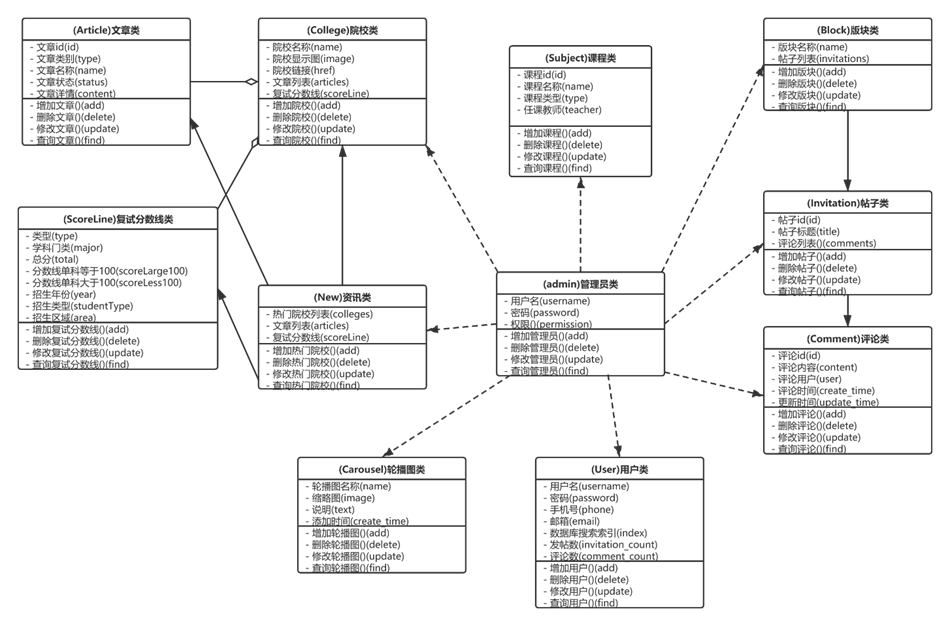 (Article)文章类
- 文章id(id)
- 文章类别(type)
- 文章名称(name)
- 文章状态(status)
- 文章详情(content)
- 增加文章()(add)
- 删除文章()(delete)
- 修改文章()(update)
- 查询文章()(find)
(College)院校类
- 院校名称(name)
- 院校显示图(image)
- 院校链接(href)
- 文章列表(articles)
- 复试分数线(scoreLine)
- 增加院校()(add)
- 删除院校()(delete)
- 修改院校()(update)
- 查询院校()(find)
(Subject)课程类
- 课程id(id)
- 课程名称(name)
- 课程类型(type)
- 任课教师(teacher)
- 增加课程()(add)
- 删除课程()(delete)
- 修改课程()(update)
- 查询课程()(find)
(Block)版块类
- 版块名称(name)
- 帖子列表(invitations)
- 增加版块()(add)
- 删除版块()(delete)
- 修改版块()(update)
- 查询版块()(find)
(ScoreLine)复试分数线类
- 类型(type)
- 学科门类(major)
- 总分(total)
- 分数线单科等于100(scoreLarge100)
- 分数线单科大于100(scoreLess100)
- 招生年份(year)
- 招生类型(studentType)
- 招生区域(area)
- 增加复试分数线()(add)
- 删除复试分数线()(delete)
- 修改复试分数线()(update)
- 查询复试分数线()(find)
(New)资讯类
- 热门院校列表(colleges)
- 文章列表(articles)
- 复试分数线(scoreLine)
- 增加热门院校()(add)
- 删除热门院校()(delete)
- 修改热门院校()(update)
- 查询热门院校()(find)
(admin)管理员类
- 用户名(username)
- 密码(password)
- 权限()(permission)
- 增加管理员()(add)
- 删除管理员()(delete)
- 修改管理员()(update)
- 查询管理员()(find)
(Invitation)帖子类
- 帖子id(id)
- 帖子标题(title)
- 评论列表()(comments)
- 增加帖子()(add)
- 删除帖子()(delete)
- 修改帖子()(update)
- 查询帖子()(find)
(Comment)评论类
- 评论id(id)
- 评论内容(content)
- 评论用户(user)
- 评论时间(create_time)
- 更新时间(update_time)
- 增加评论()(add)
- 删除评论()(delete)
- 修改评论()(update)
- 查询评论()(find)
(Carousel)轮播图类
- 轮播图名称(name)
- 缩略图(image)
- 说明(text)
- 添加时间(create_time)
- 增加轮播图()(add)
- 删除轮播图()(delete)
- 修改轮播图()(update)
- 查询轮播图()(find)
(User)用户类
- 用户名(username)
- 密码(password)
- 手机号(phone)
- 邮箱(email)
- 数据库搜索索引(index)
- 发帖数(invitation_count)
- 评论数(comment_count)
- 增加用户()(add)
- 删除用户()(delete)
- 修改用户()(update)
- 查询用户()(find)